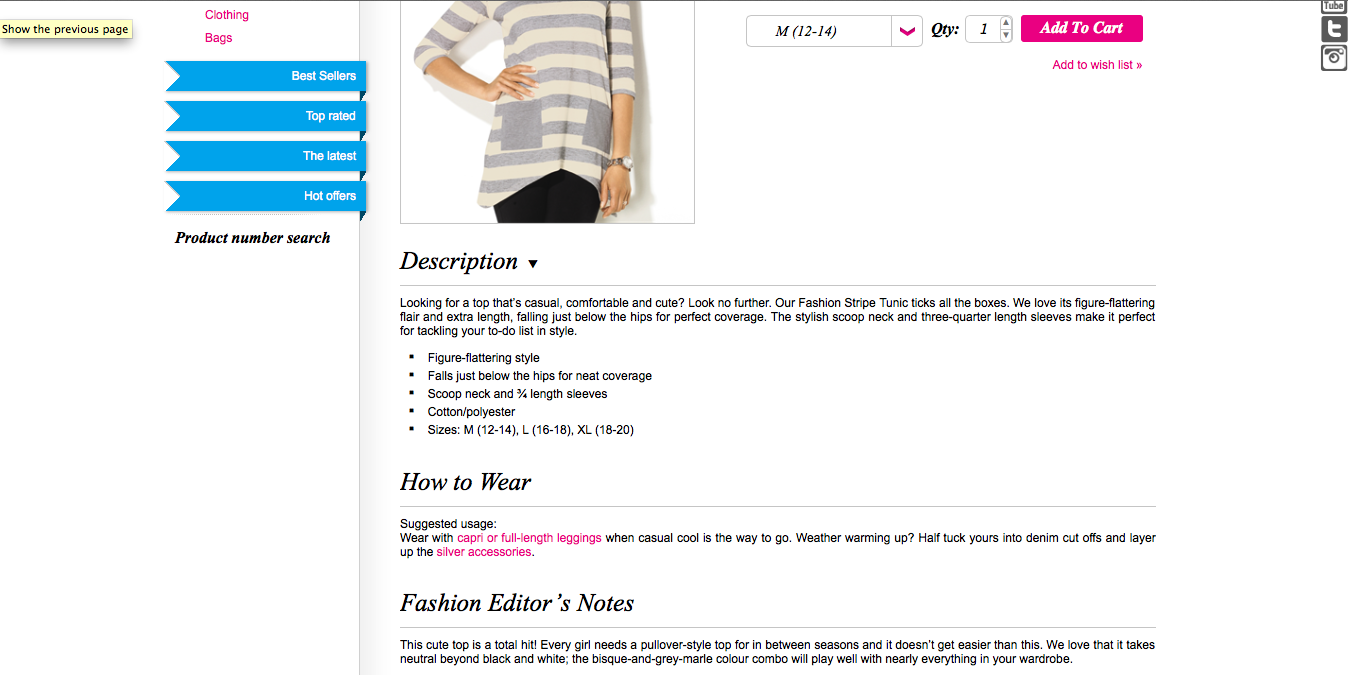 Show the previous page
Clothing
Bags
Best Sellers
Top rated
The latest
Hot offers
Product number search
M (12-14)
Qty: 1
Add To Cart
Add to wish list »
Tube
Description ▼
Looking for a top that's casual, comfortable and cute? Look no further. Our Fashion Stripe Tunic ticks all the boxes. We love its figure-flattering
flair and extra length, falling just below the hips for perfect coverage. The stylish scoop neck and three-quarter length sleeves make it perfect
for tackling your to-do list in style.
▪ Figure-flattering style
▪ Falls just below the hips for neat coverage
▪ Scoop neck and ¾ length sleeves
▪ Cotton/polyester
▪ Sizes: M (12-14), L (16-18), XL (18-20)
How to Wear
Suggested usage:
Wear with capri or full-length leggings when casual cool is the way to go. Weather warming up? Half tuck yours into denim cut offs and layer
up the silver accessories.
Fashion Editor's Notes
This cute top is a total hit! Every girl needs a pullover-style top for in between seasons and it doesn't get easier than this. We love that it takes
neutral beyond black and white; the bisque-and-grey-marle colour combo will play well with nearly everything in your wardrobe.